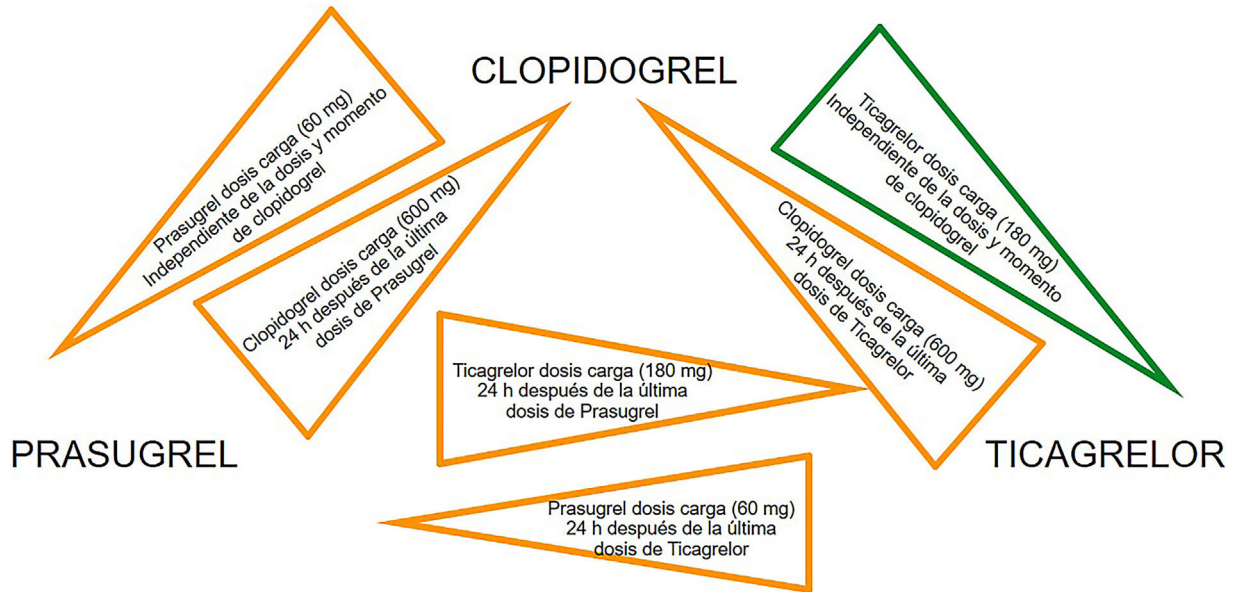 CLOPIDOGREL
Prasugrel dosis carga (60 mg)
Independiente de la dosis y momento
de clopidogrel
Clopidogrel dosis carga (600 mg)
24 h después de la última
dosis de Prasugrel
Ticagrelor dosis carga (180 mg)
Independiente de la dosis y momento
de clopidogrel
Clopidogrel dosis carga (600 mg)
24 h después de la última
dosis de Ticagrelor
Ticagrelor dosis carga (180 mg)
24 h después de la última
dosis de Prasugrel
PRASUGREL
TICAGRELOR
Prasugrel dosis carga (60 mg)
24 h después de la última
dosis de Ticagrelor